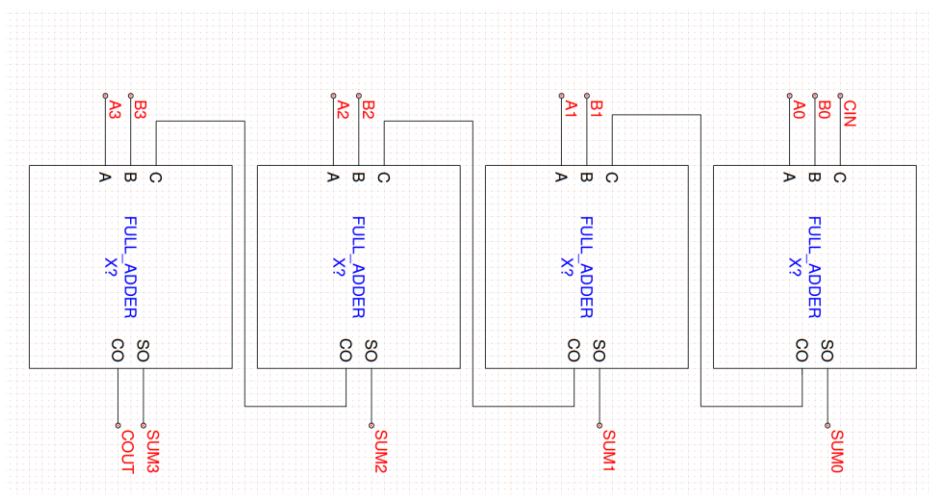 A3 B3 A2 B2 A1 B1 A0 B0 CIN
A B C A B C A B C A B C
FULL_ADDER FULL_ADDER FULL_ADDER FULL_ADDER
X? X? X? X?
CO SO CO SO CO SO CO SO
COUT SUM3 SUM2 SUM1 SUM0